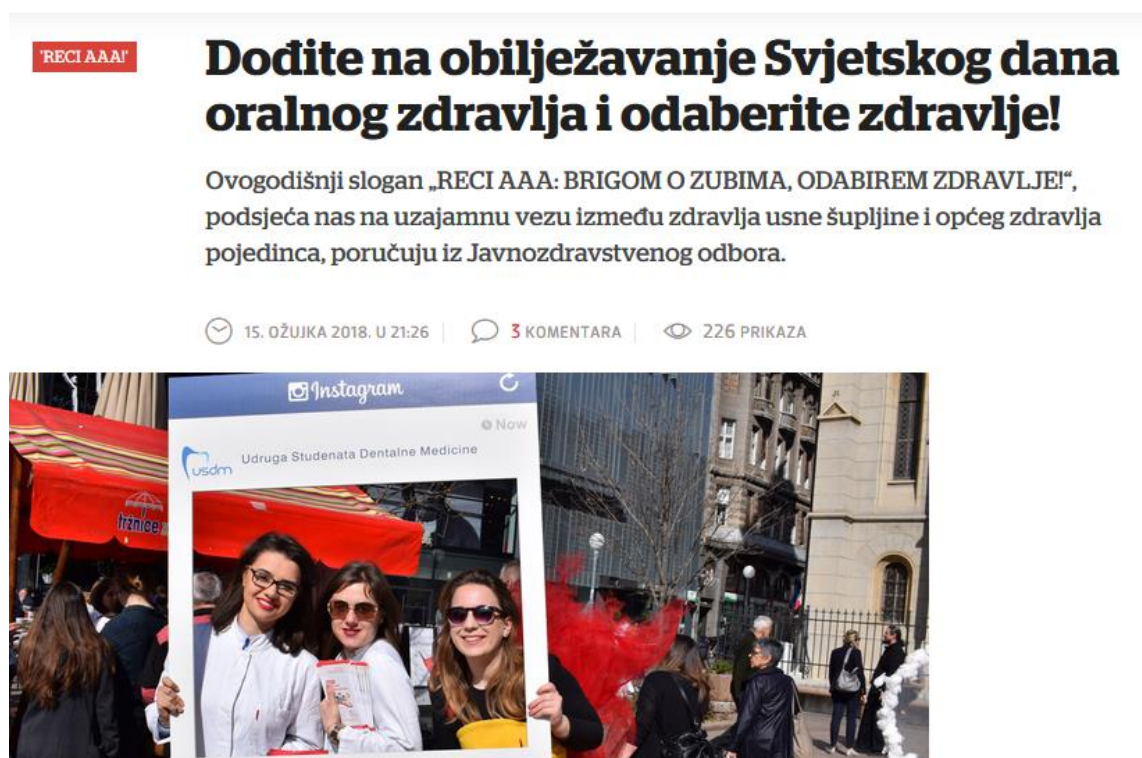 'RECI AAA!'
Dođite na obilježavanje Svjetskog dana
oralnog zdravlja i odaberite zdravlje!
Ovogodišnji slogan „RECI AAA: BRIGOM O ZUBIMA, ODABIREM ZDRAVLJE!“,
podsjeća nas na uzajamnu vezu između zdravlja usne šupljine i općeg zdravlja
pojedinca, poručuju iz Javnozdravstvenog odbora.
15. OŽUJKA 2018. U 21:26
3 KOMENTARA
226 PRIKAZA
Instagram
Now
usdm
Udruga Studenata Dentalne Medicine
tržnice